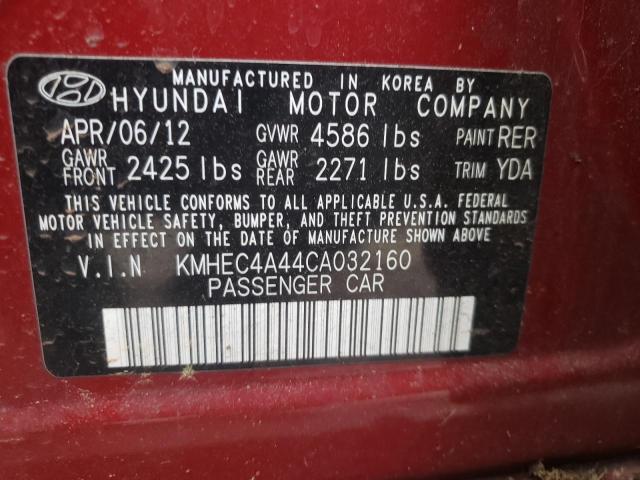 MANUFACTURED IN KOREA BY
HYUNDAI MOTOR COMPANY
APR/06/12 GVWR 4586 lbs PAINT RER
GAWR FRONT 2425 lbs GAWR REAR 2271 lbs TRIM YDA
THIS VEHICLE CONFORMS TO ALL APPLICABLE U.S.A. FEDERAL
MOTOR VEHICLE SAFETY, BUMPER, AND THEFT PREVENTION STANDARDS
IN EFFECT ON THE DATE OF MANUFACTURE SHOWN ABOVE
V.I.N KMHEC4A44CA032160
PASSENGER CAR